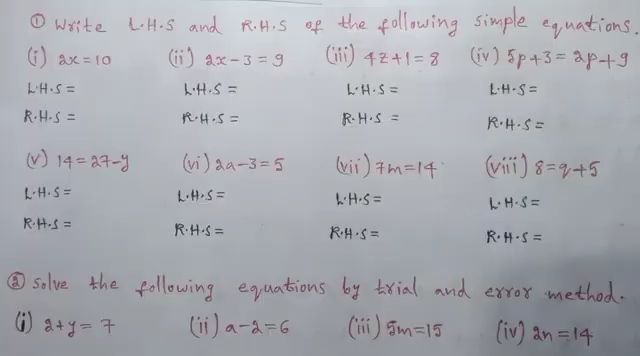 ① Write L.H.S and R.H.S of the following simple equations.
(i) 2x=10 (ii) 2x-3=9 (iii) 4z+1=8 (iv) 5p+3=2p+9
L.H.S= L.H.S= L.H.S= L.H.S=
R.H.S= R.H.S= R.H.S= R.H.S=
(v) 14=27-y (vi) 2a-3=5 (vii) 7m=14 (viii) 8=q+5
L.H.S= L.H.S= L.H.S= L.H.S=
R.H.S= R.H.S= R.H.S= R.H.S=
② Solve the following equations by trial and error method.
(i) 2+y=7 (ii) a-2=6 (iii) 5m=15 (iv) 2n=14